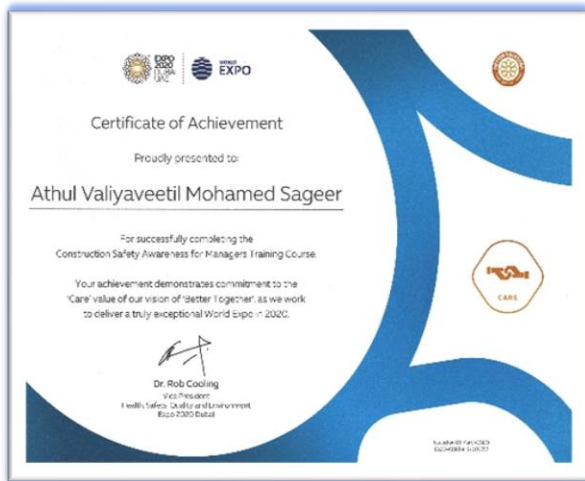 EXPO
2020
DUBAI
UAE
WORLD
EXPO
Certificate of Achievement
Proudly presented to:
Athul Valiyaveetil Mohamed Sageer
For successfully completing the
Construction Safety Awareness for Managers Training Course.
Your achievement demonstrates commitment to the
'Care' value of our vision of 'Better Together', as we work
to deliver a truly exceptional World Expo in 2020.
CARE
Dr. Rob Cooling
Vice President
Health, Safety, Quality and Environment
Expo 2020 Dubai